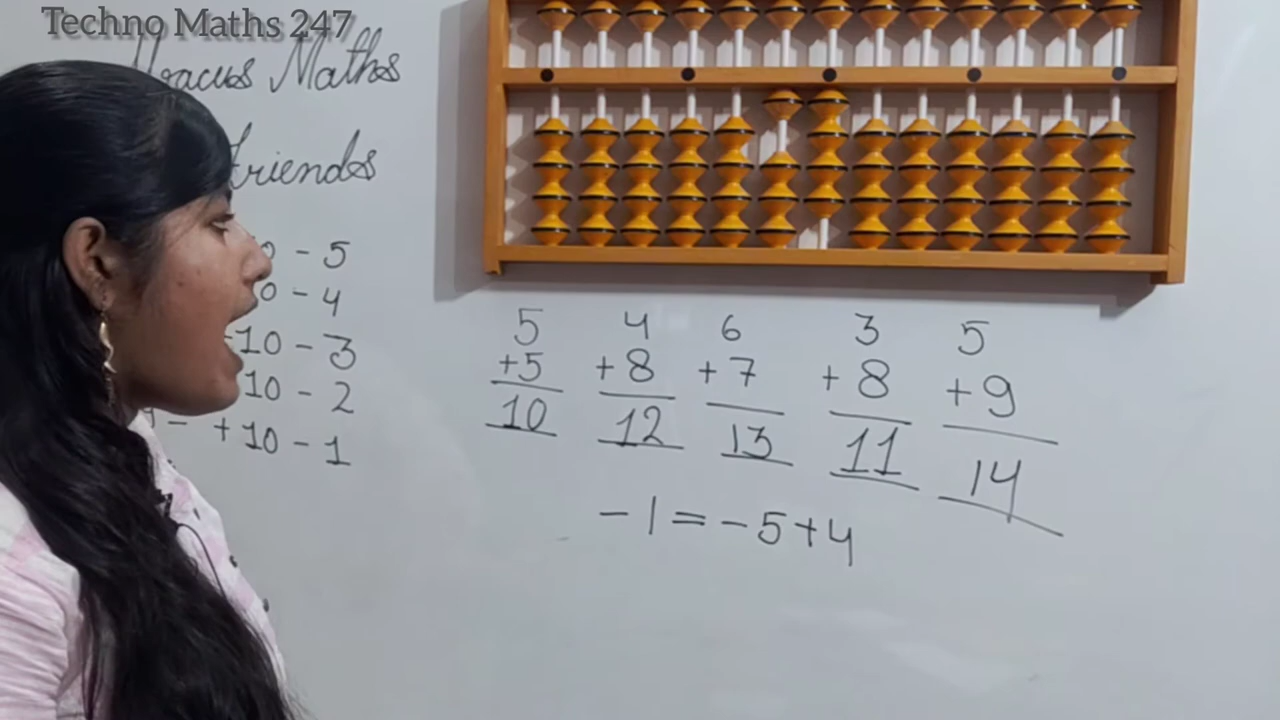 Techno Maths 247
Abacus Maths
Friends
- 5
0 - 4
+10 - 3
10 - 2
- +10 - 1
5 4 6 3 5
+5 +8 +7 +8 +9
10 12 13 11 14
-1 = -5+4